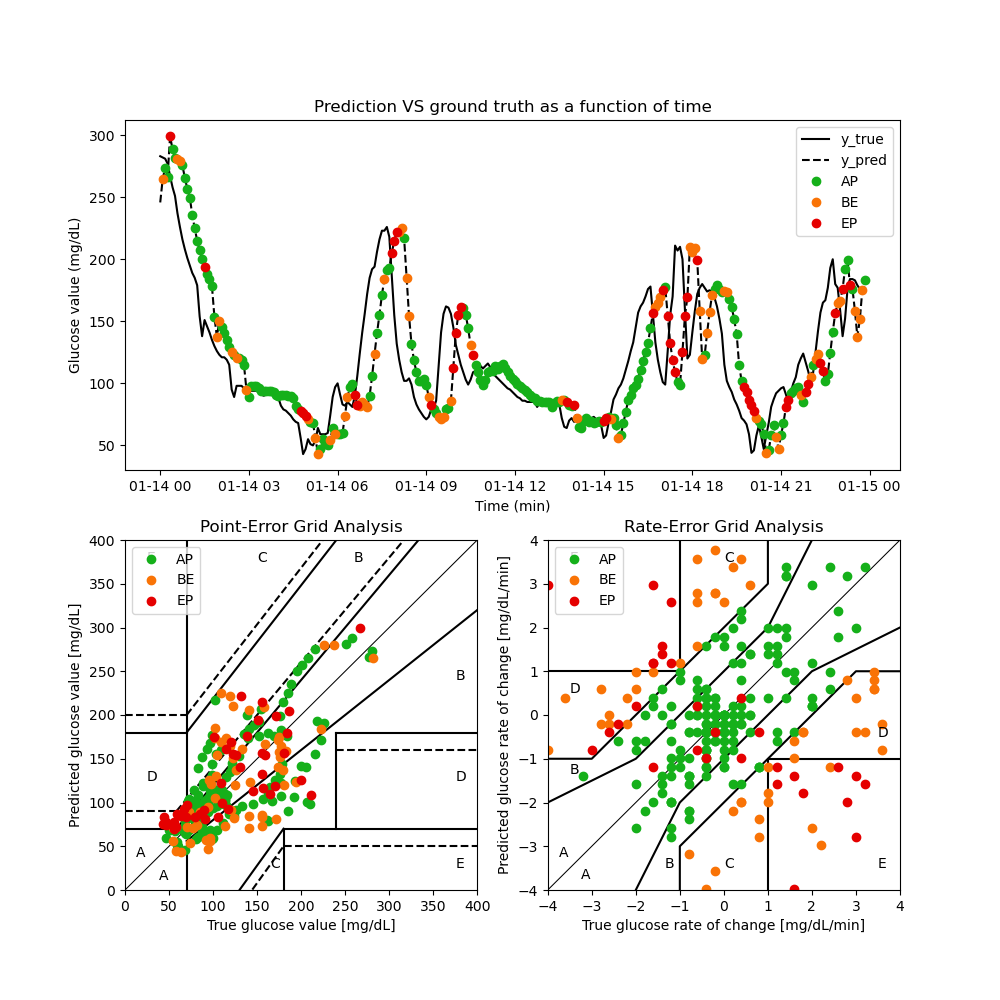 Prediction VS ground truth as a function of time
Glucose value (mg/dL)
300
250
200
150
100
50
y_true
y_pred
AP
BE
EP
01-14 00 01-14 03 01-14 06 01-14 09 01-14 12 01-14 15 01-14 18 01-14 21 01-15 00
Time (min)
Point-Error Grid Analysis
Predicted glucose value [mg/dL]
400
350
300
250
200
150
100
50
0
AP
BE
EP
C
B
B
D
D
A
A
C
E
0 50 100 150 200 250 300 350 400
True glucose value [mg/dL]
Rate-Error Grid Analysis
Predicted glucose rate of change [mg/dL/min]
4
3
2
1
0
−1
−2
−3
−4
AP
BE
EP
C
D
D
B
A
A
B
C
E
−4 −3 −2 −1 0 1 2 3 4
True glucose rate of change [mg/dL/min]